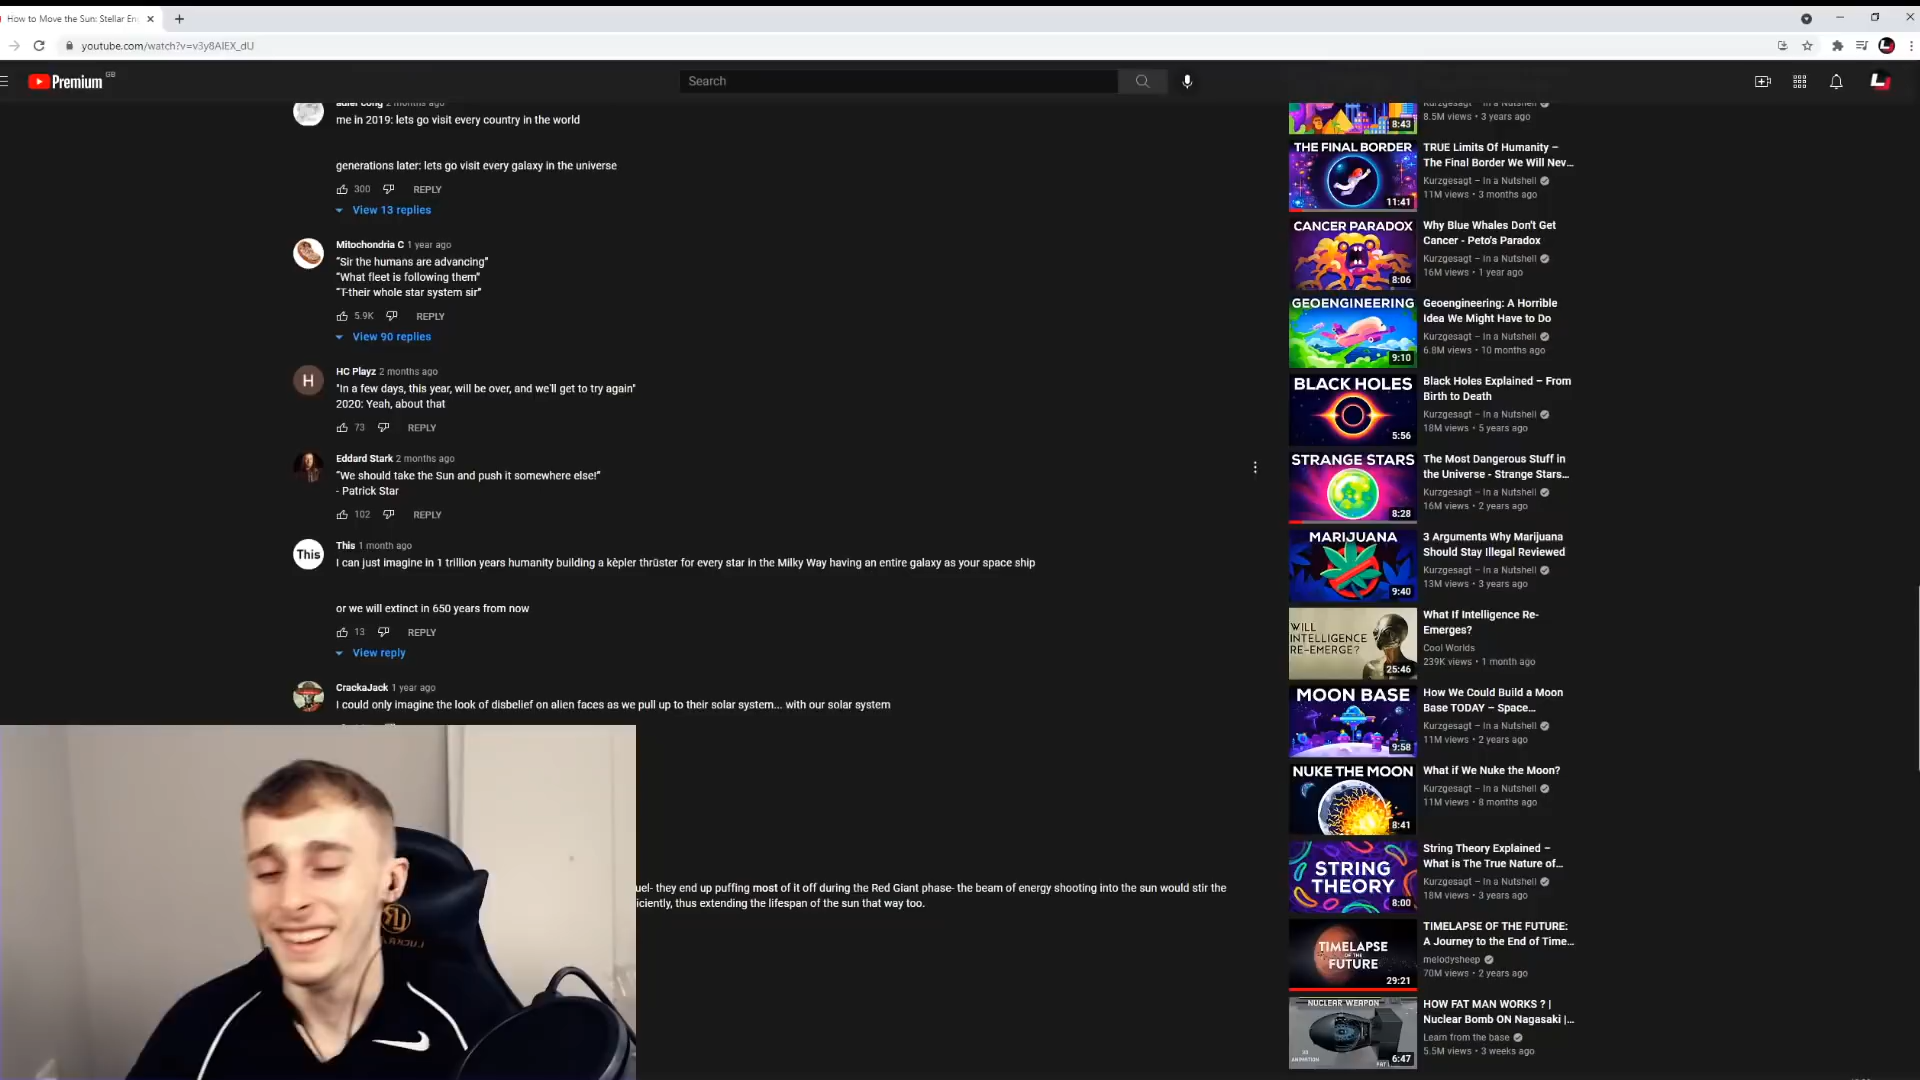 How to Move the Sun: Stellar En
youtube.com/watch?v=v3y8AIEX_dU
Premium
GB
Search
adler cong 2 months ago
me in 2019: lets go visit every country in the world
generations later: lets go visit every galaxy in the universe
300 REPLY
View 13 replies
Mitochondria C 1 year ago
“Sir the humans are advancing”
“What fleet is following them”
“T-their whole star system sir”
5.9K REPLY
View 90 replies
H
HC Playz 2 months ago
"In a few days, this year, will be over, and we'll get to try again"
2020: Yeah, about that
73 REPLY
Eddard Stark 2 months ago
“We should take the Sun and push it somewhere else!”
- Patrick Star
102 REPLY
This
This 1 month ago
I can just imagine in 1 trillion years humanity building a kèpler thrüster for every star in the Milky Way having an entire galaxy as your space ship
or we will extinct in 650 years from now
13 REPLY
View reply
CrackaJack 1 year ago
I could only imagine the look of disbelief on alien faces as we pull up to their solar system... with our solar system
uel- they end up puffing most of it off during the Red Giant phase- the beam of energy shooting into the sun would stir the
iciently, thus extending the lifespan of the sun that way too.
8:43
Kurzgesagt – In a Nutshell
8.5M views • 3 years ago
THE FINAL BORDER
11:41
TRUE Limits Of Humanity –
The Final Border We Will Nev...
Kurzgesagt – In a Nutshell
11M views • 3 months ago
CANCER PARADOX
8:06
Why Blue Whales Don't Get
Cancer - Peto's Paradox
Kurzgesagt – In a Nutshell
16M views • 1 year ago
GEOENGINEERING
9:10
Geoengineering: A Horrible
Idea We Might Have to Do
Kurzgesagt – In a Nutshell
6.8M views • 10 months ago
BLACK HOLES
5:56
Black Holes Explained – From
Birth to Death
Kurzgesagt – In a Nutshell
18M views • 5 years ago
STRANGE STARS
8:28
The Most Dangerous Stuff in
the Universe - Strange Stars...
Kurzgesagt – In a Nutshell
16M views • 2 years ago
MARIJUANA
9:40
3 Arguments Why Marijuana
Should Stay Illegal Reviewed
Kurzgesagt – In a Nutshell
13M views • 3 years ago
WILL
INTELLIGENCE
RE-EMERGE?
25:46
What If Intelligence Re-
Emerges?
Cool Worlds
239K views • 1 month ago
MOON BASE
9:58
How We Could Build a Moon
Base TODAY – Space...
Kurzgesagt – In a Nutshell
11M views • 2 years ago
NUKE THE MOON
8:41
What if We Nuke the Moon?
Kurzgesagt – In a Nutshell
11M views • 8 months ago
STRING
THEORY
8:00
String Theory Explained –
What is The True Nature of...
Kurzgesagt – In a Nutshell
18M views • 3 years ago
TIMELAPSE
OF THE
FUTURE
29:21
TIMELAPSE OF THE FUTURE:
A Journey to the End of Time...
melodysheep
70M views • 2 years ago
NUCLEAR WEAPON
3D
ANIMATION
6:47
HOW FAT MAN WORKS ? |
Nuclear Bomb ON Nagasaki |...
Learn from the base
5.5M views • 3 weeks ago